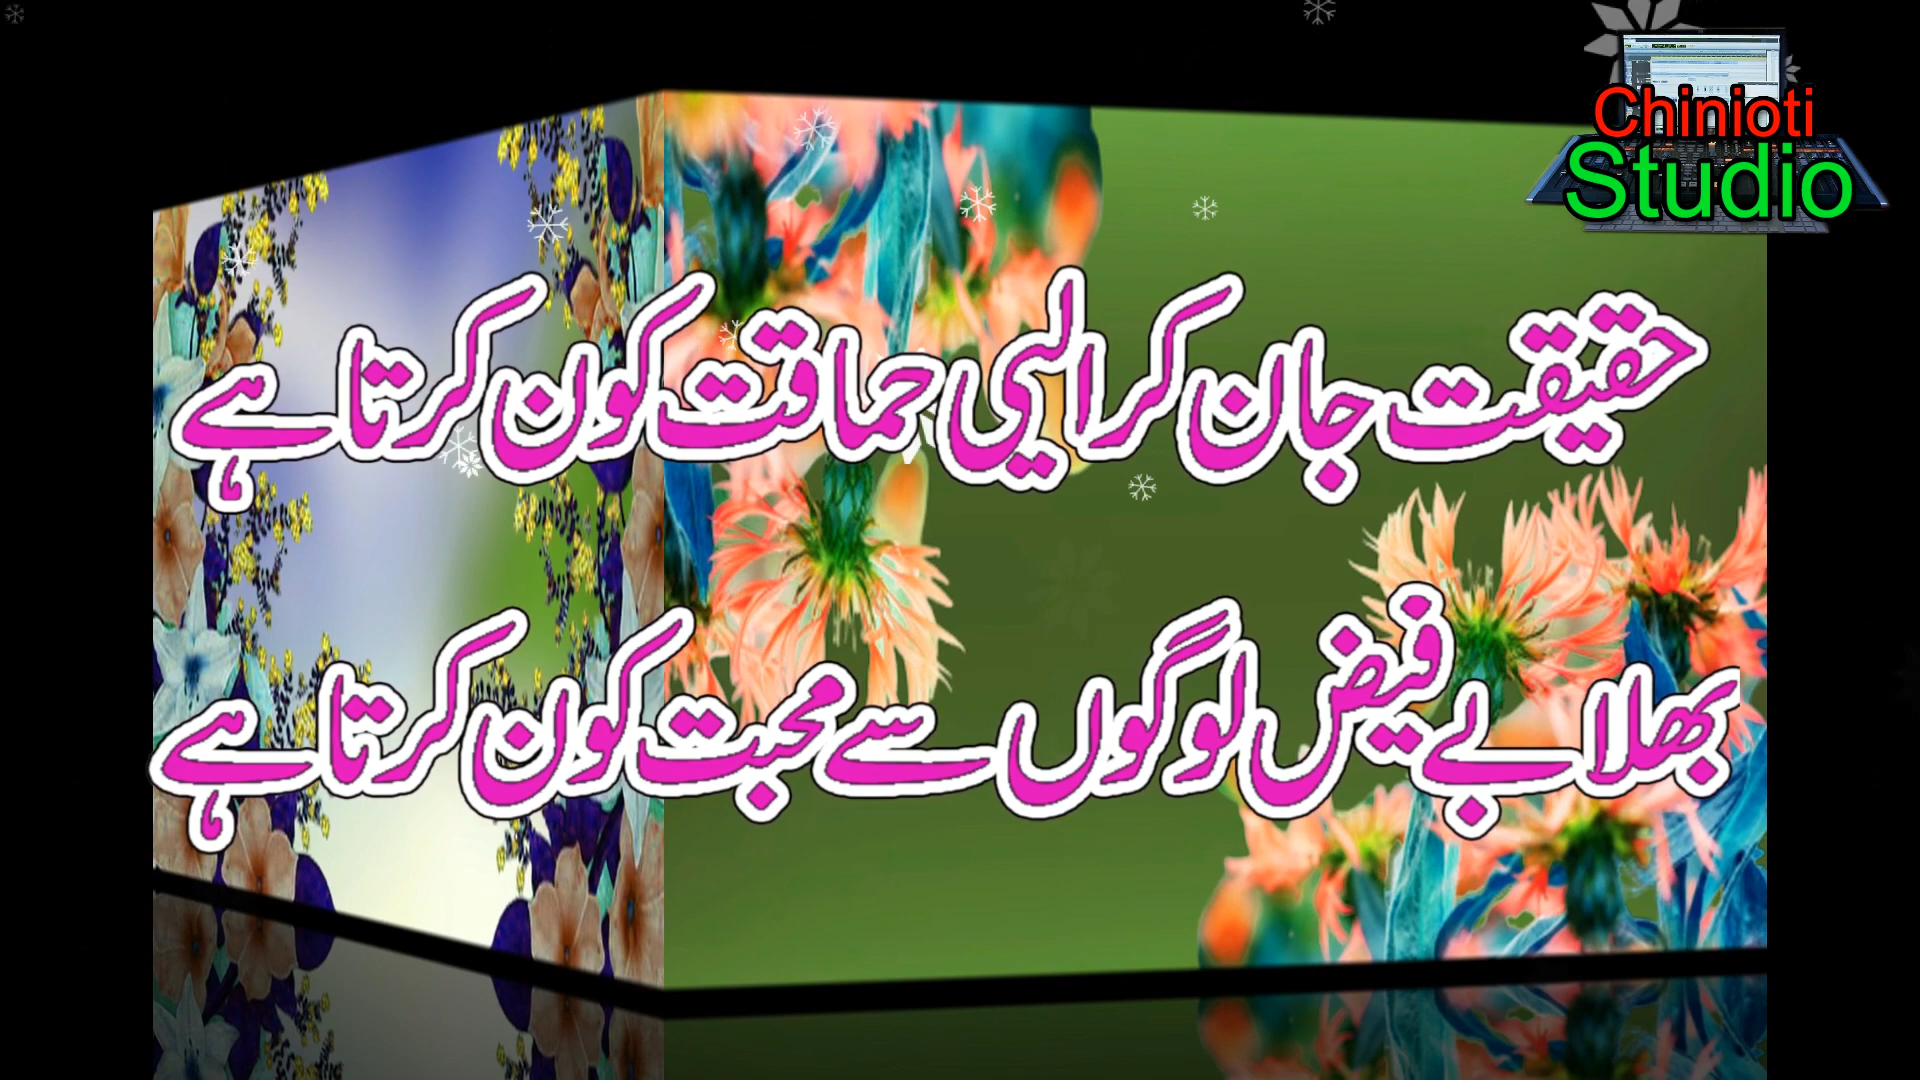 Chinioti
Studio
حقیقت جان کر ایسی حماقت کون کرتا ہے
بھلا بے فیض لوگوں سے محبت کون کرتا ہے